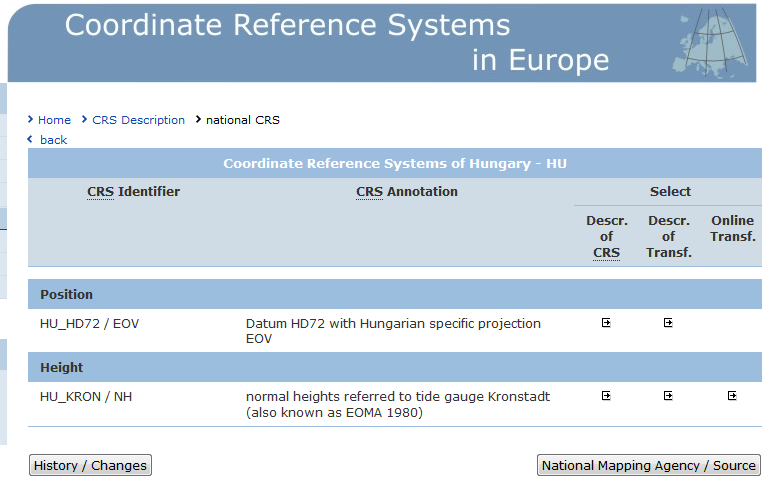 Coordinate Reference Systems
in Europe
Home CRS Description national CRS
back
Coordinate Reference Systems of Hungary - HU
CRS Identifier CRS Annotation Select
Descr. of CRS Descr. of Transf. Online Transf.
Position
HU_HD72 / EOV Datum HD72 with Hungarian specific projection
EOV
Height
HU_KRON / NH normal heights referred to tide gauge Kronstadt
(also known as EOMA 1980)
History / Changes National Mapping Agency / Source